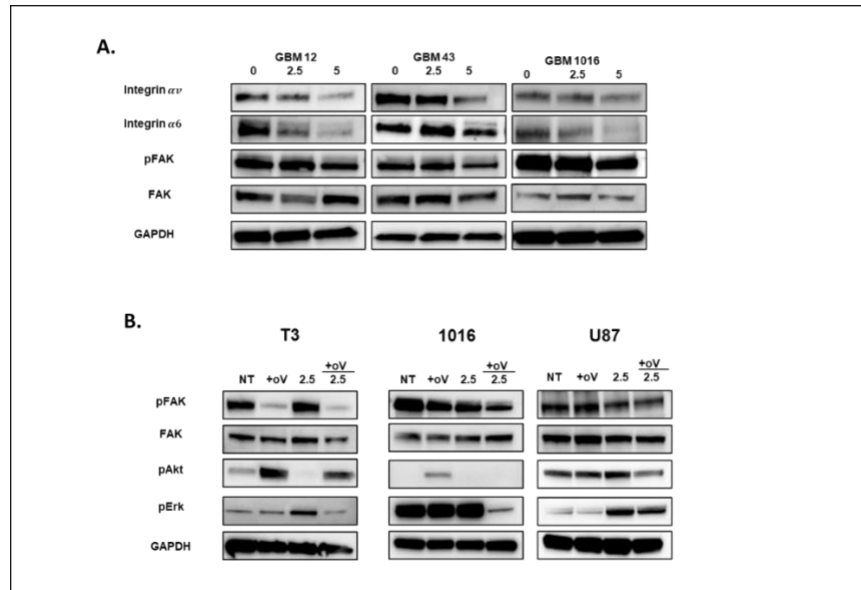 A.
GBM 12 GBM 43 GBM 1016
0 2.5 5 0 2.5 5 0 2.5 5
Integrin αv
Integrin α6
pFAK
FAK
GAPDH
B.
T3 1016 U87
NT +oV 2.5 +oV/2.5 NT +oV 2.5 +oV/2.5 NT +oV 2.5 +oV/2.5
pFAK
FAK
pAkt
pErk
GAPDH